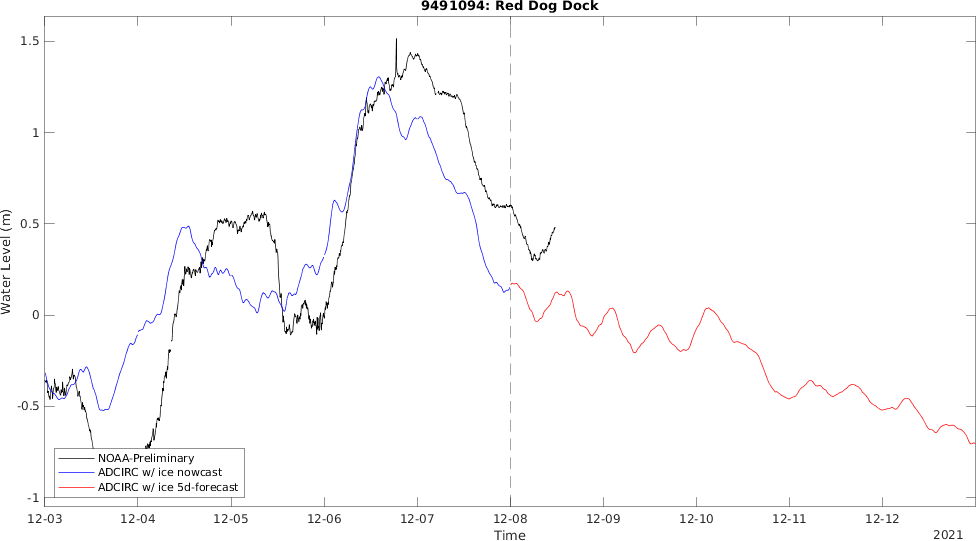 9491094: Red Dog Dock
Water Level (m)
1.5
1
0.5
0
-0.5
-1
NOAA-Preliminary
ADCIRC w/ ice nowcast
ADCIRC w/ ice 5d-forecast
12-03 12-04 12-05 12-06 12-07 12-08 12-09 12-10 12-11 12-12
Time
2021